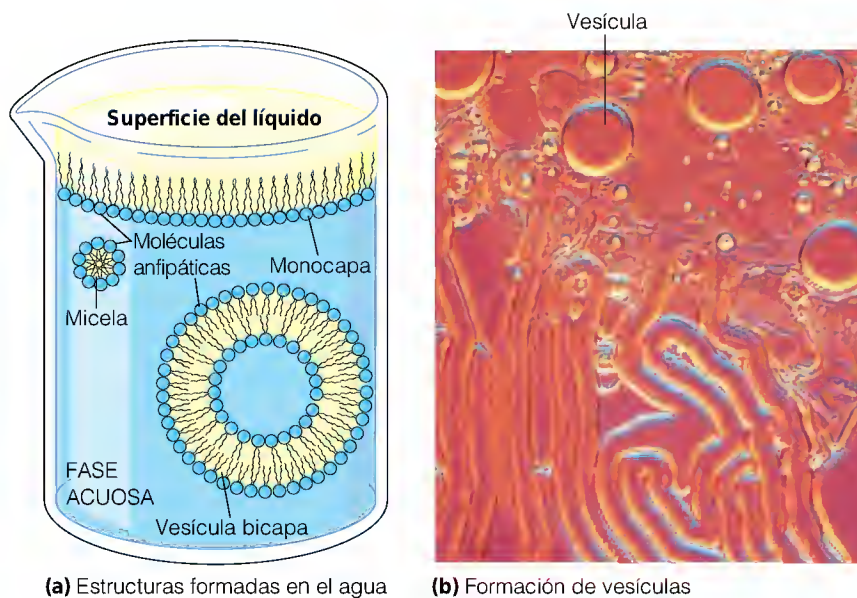 Vesícula
Superficie del líquido
Moléculas
anfipáticas
Monocapa
Micela
FASE
ACUOSA
Vesícula bicapa
(a) Estructuras formadas en el agua
(b) Formación de vesículas